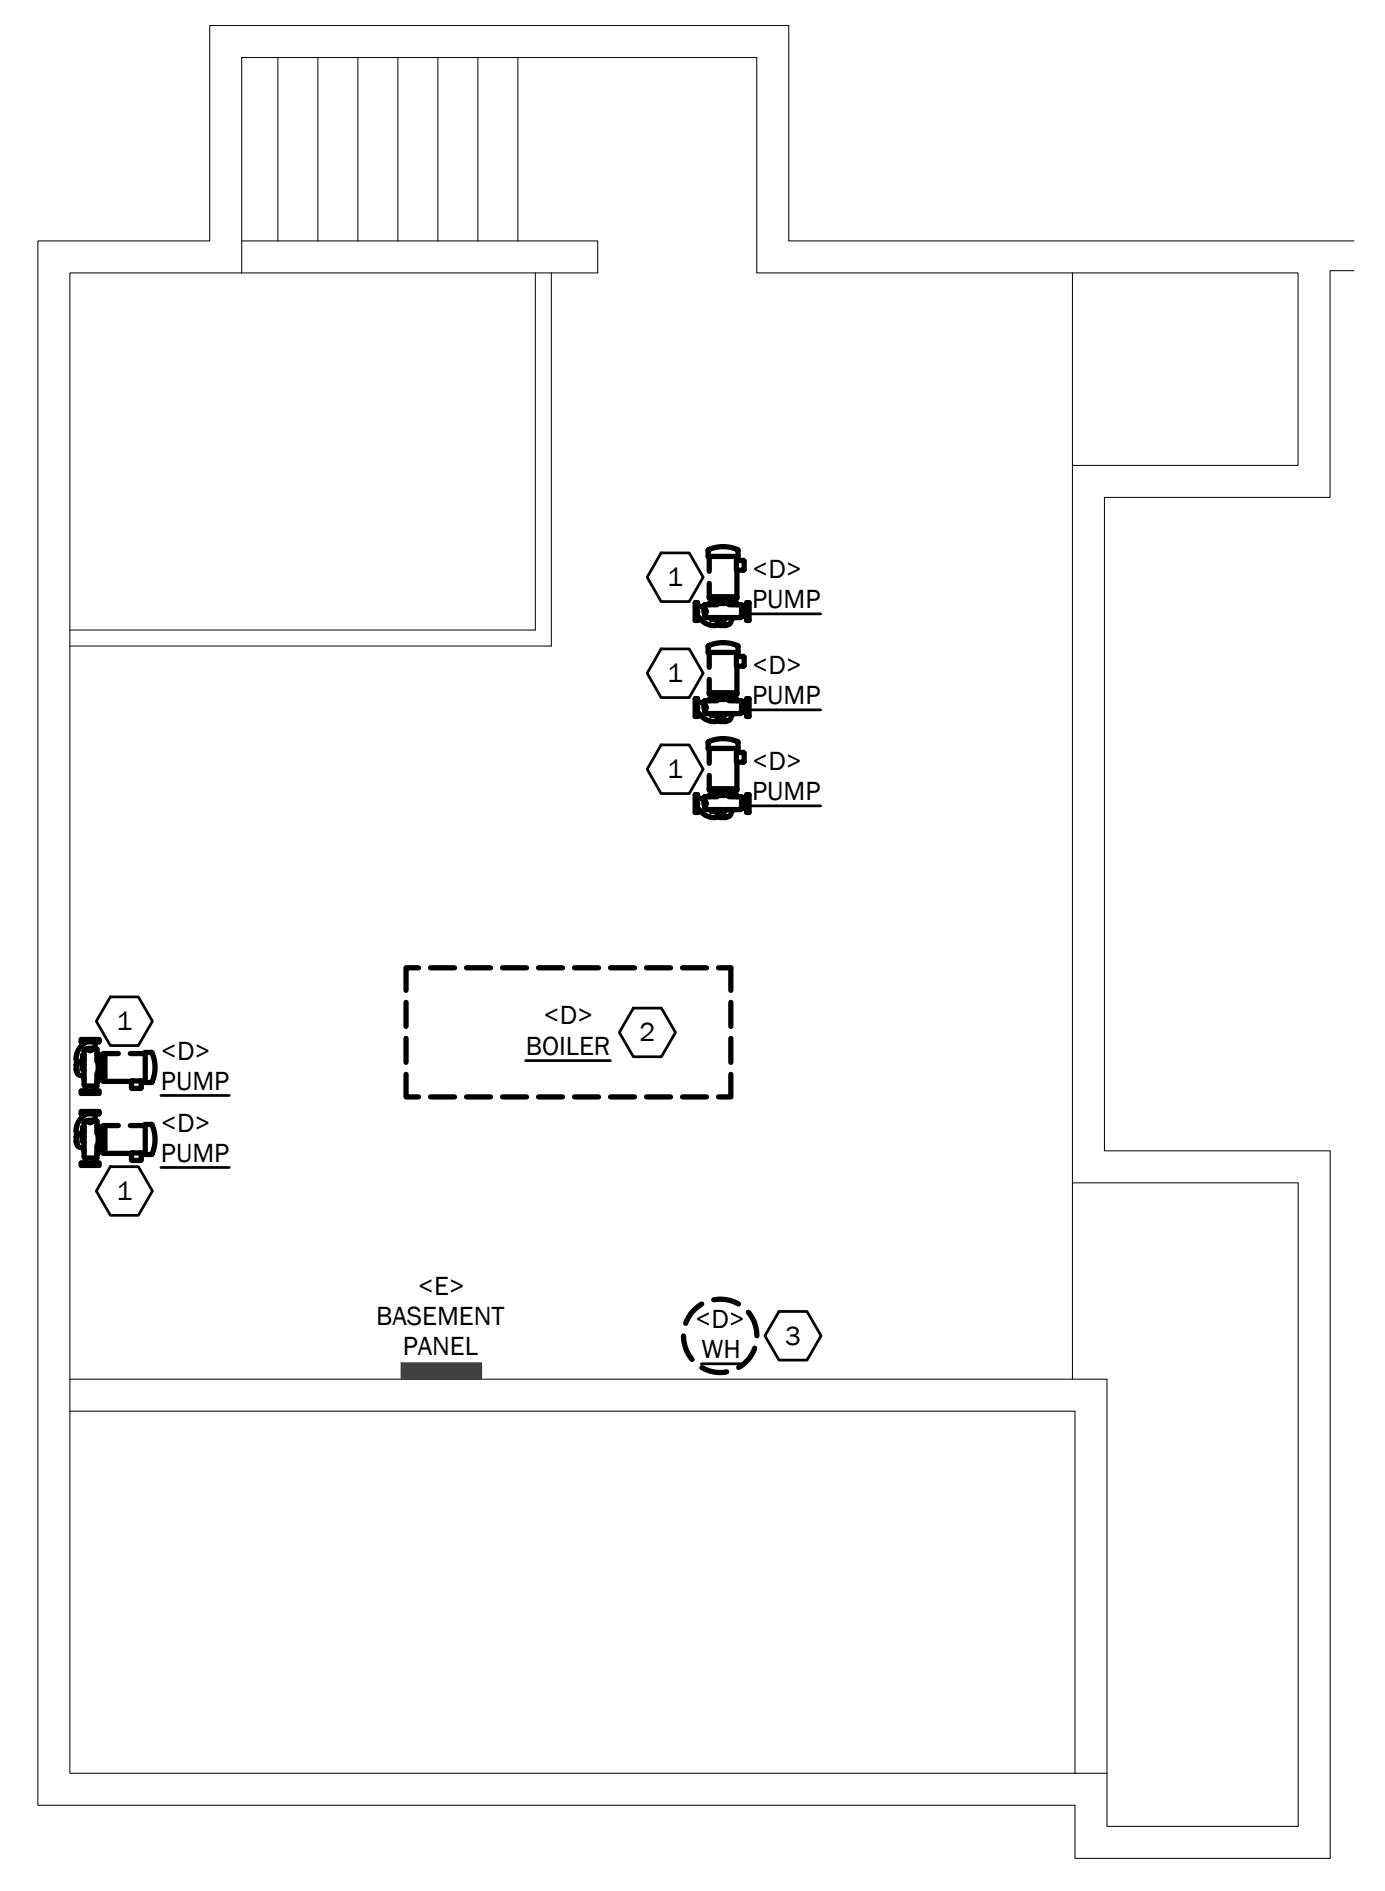 1
<D>
PUMP
1
<D>
PUMP
1
<D>
PUMP
<D>
BOILER
2
1
<D>
PUMP
<D>
PUMP
1
<E>
BASEMENT
PANEL
<D>
WH
3